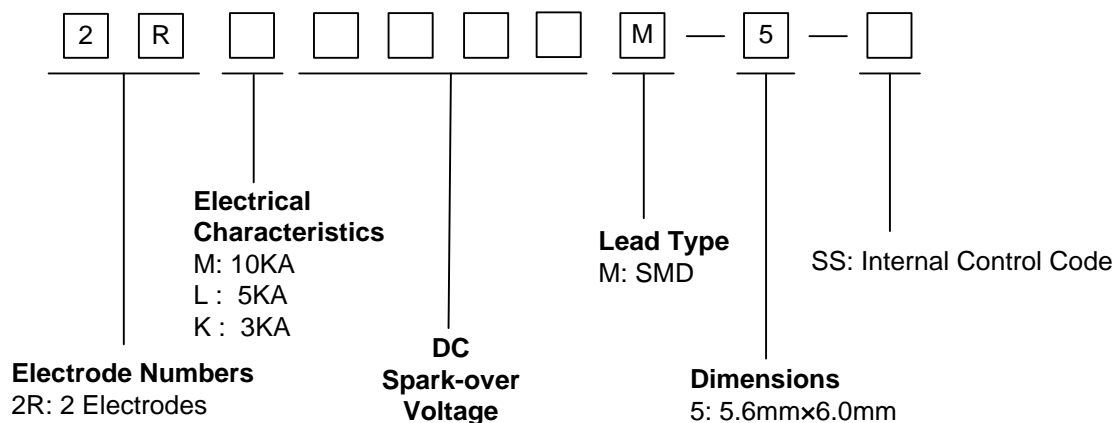 2 R M — 5 —
Electrical
Characteristics
M: 10KA
L : 5KA
K : 3KA
Lead Type
M: SMD
SS: Internal Control Code
Electrode Numbers
2R: 2 Electrodes
DC
Spark-over
Voltage
Dimensions
5: 5.6mm×6.0mm